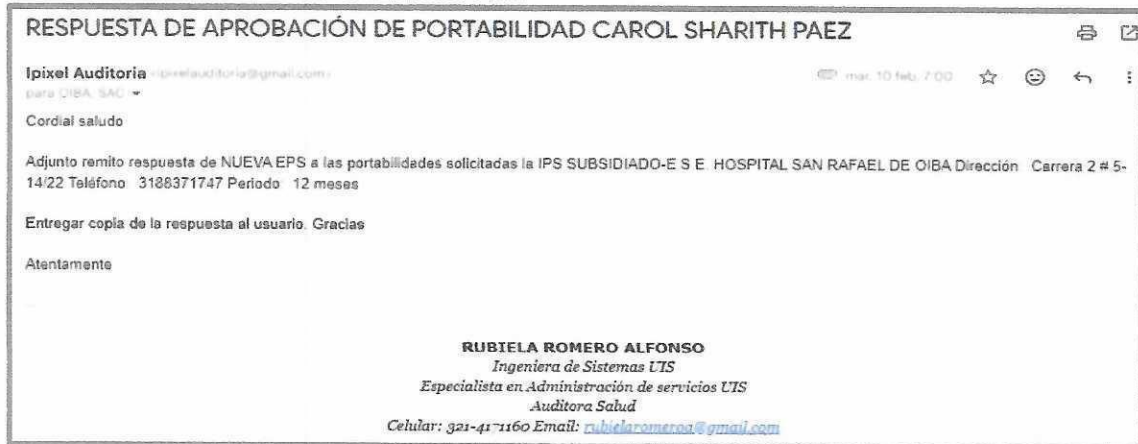 RESPUESTA DE APROBACIÓN DE PORTABILIDAD CAROL SHARITH PAEZ
Ipixel Auditoria <ipixelauditoria@gmail.com>
mar, 10 feb, 7:00
para OIBA, SAC
Cordial saludo
Adjunto remito respuesta de NUEVA EPS a las portabilidades solicitadas la IPS SUBSIDIADO-E S E HOSPITAL SAN RAFAEL DE OIBA Dirección Carrera 2 # 5-
14/22 Teléfono 3188371747 Periodo 12 meses
Entregar copia de la respuesta al usuario. Gracias
Atentamente
RUBIELA ROMERO ALFONSO
Ingeniera de Sistemas UIS
Especialista en Administración de servicios UIS
Auditora Salud
Celular: 321-41-1160 Email: rubielaromeroa@gmail.com